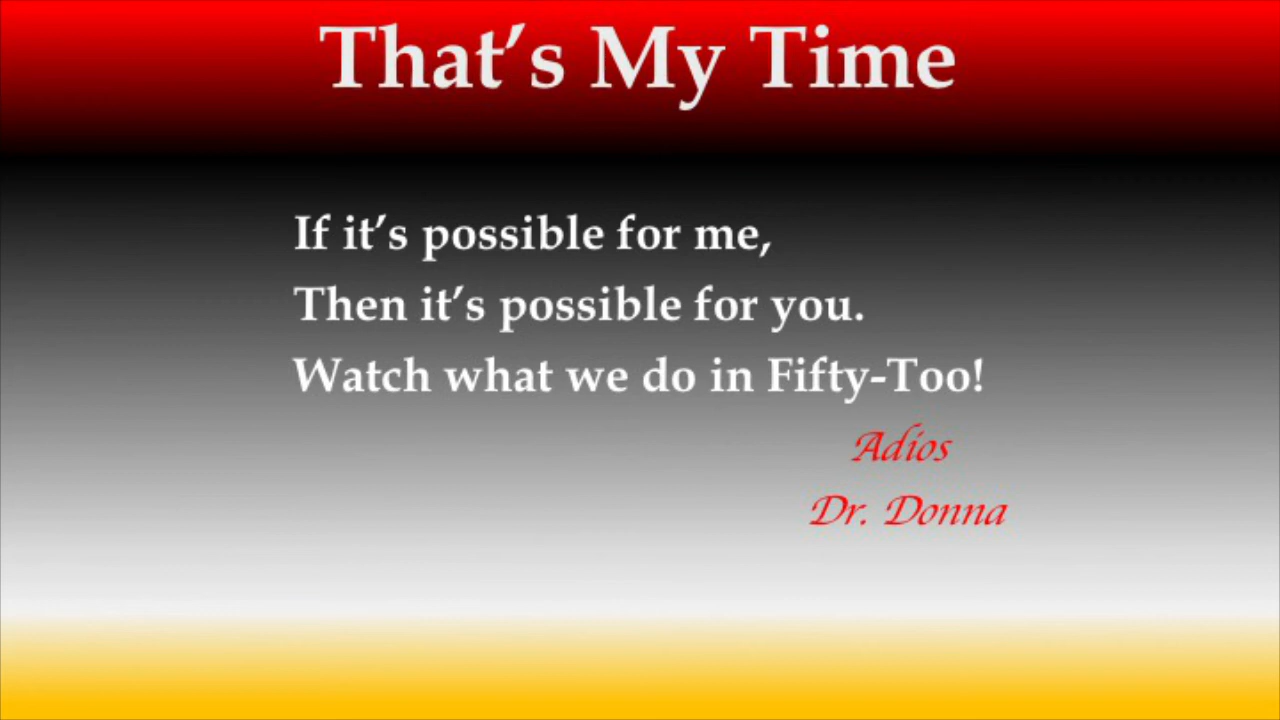 That’s My Time
If it’s possible for me,
Then it’s possible for you.
Watch what we do in Fifty-Too!
Adios
Dr. Donna